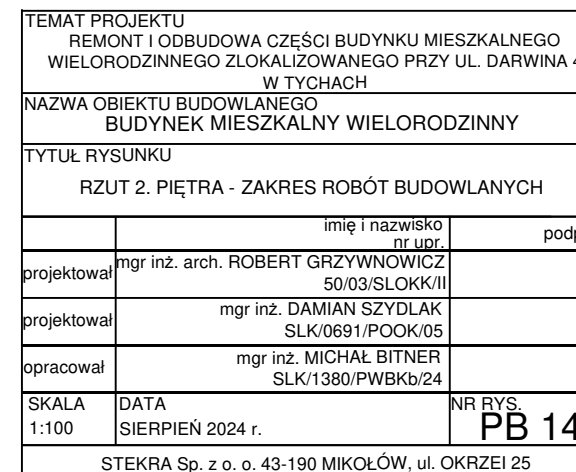 TEMAT PROJEKTU
REMONT I ODBUDOWA CZĘŚCI BUDYNKU MIESZKALNEGO
WIELORODZINNEGO ZLOKALIZOWANEGO PRZY UL. DARWINA 4
W TYCHACH
NAZWA OBIEKTU BUDOWLANEGO
BUDYNEK MIESZKALNY WIELORODZINNY
TYTUŁ RYSUNKU
RZUT 2. PIĘTRA - ZAKRES ROBÓT BUDOWLANYCH
imię i nazwisko
nr upr.
podp
projektował
mgr inż. arch. ROBERT GRZYWNOWICZ
50/03/SLOKK/II
projektował
mgr inż. DAMIAN SZYDLAK
SLK/0691/POOK/05
opracował
mgr inż. MICHAŁ BITNER
SLK/1380/PWBKb/24
SKALA
1:100
DATA
SIERPIEŃ 2024 r.
NR RYS.
PB 14
STEKRA Sp. z o. o. 43-190 MIKOŁÓW, ul. OKRZEI 25